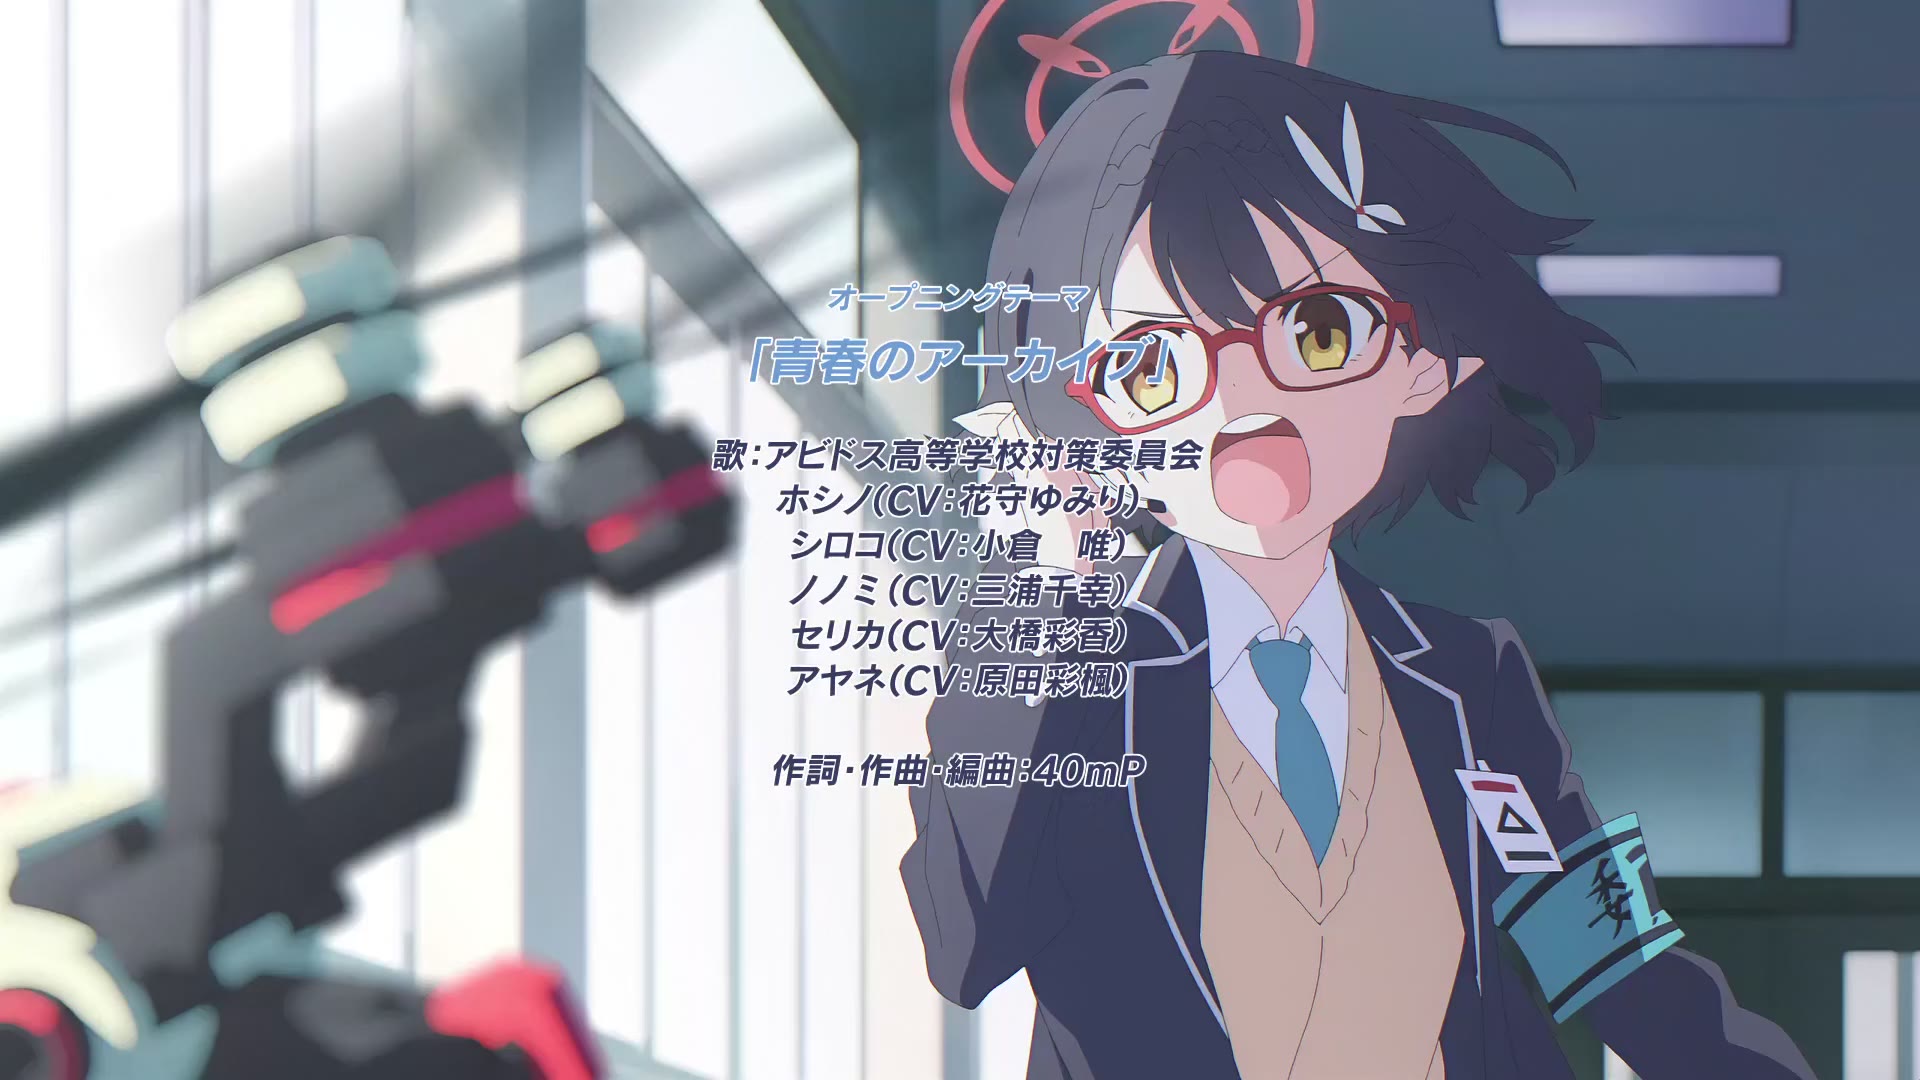 オープニングテーマ
「青春のアーカイブ」
歌：アビドス高等学校対策委員会
ホシノ（CV：花守ゆみり）
シロコ（CV：小倉　唯）
ノノミ（CV：三浦千幸）
セリカ（CV：大橋彩香）
アヤネ（CV：原田彩楓）
作詞・作曲・編曲：40mP
委